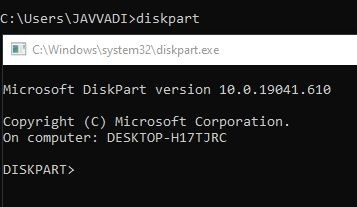 C:\Users\JAVVADI>diskpart
C:\Windows\system32\diskpart.exe
Microsoft DiskPart version 10.0.19041.610
Copyright (C) Microsoft Corporation.
On computer: DESKTOP-H17TJRC
DISKPART>